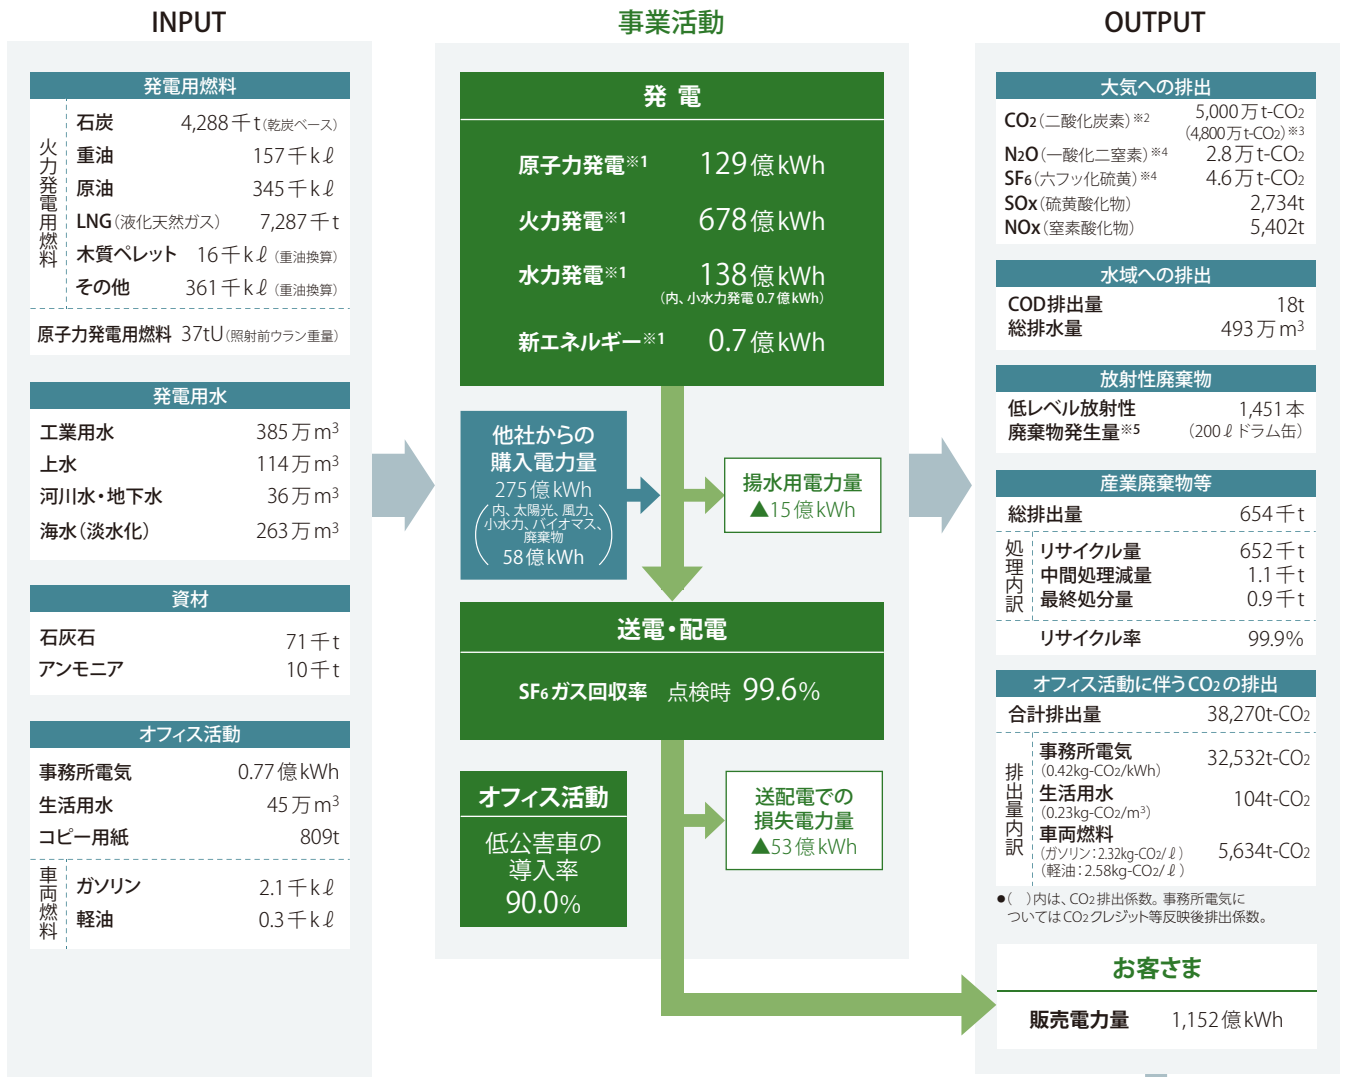 INPUT
発電用燃料
火力発電用燃料
石炭 4,288千t(乾炭ベース)
重油 157千kℓ
原油 345千kℓ
LNG(液化天然ガス) 7,287千t
木質ペレット 16千kℓ(重油換算)
その他 361千kℓ(重油換算)
原子力発電用燃料 37tU(照射前ウラン重量)
発電用水
工業用水 385万m³
上水 114万m³
河川水・地下水 36万m³
海水(淡水化) 263万m³
資材
石灰石 71千t
アンモニア 10千t
オフィス活動
事務所電気 0.77億kWh
生活用水 45万m³
コピー用紙 809t
車両燃料
ガソリン 2.1千kℓ
軽油 0.3千kℓ
事業活動
発電
原子力発電※1 129億kWh
火力発電※1 678億kWh
水力発電※1 138億kWh
(内、小水力発電0.7億kWh)
新エネルギー※1 0.7億kWh
他社からの
購入電力量
275億kWh
(内、太陽光、風力、
小水力、バイオマス、
廃棄物
58億kWh)
揚水用電力量
▲15億kWh
送電・配電
SF₆ガス回収率 点検時 99.6%
オフィス活動
低公害車の
導入率
90.0%
送配電での
損失電力量
▲53億kWh
OUTPUT
大気への排出
CO₂(二酸化炭素)※2 5,000万t-CO₂
(4,800万t-CO₂)※3
N₂O(一酸化二窒素)※4 2.8万t-CO₂
SF₆(六フッ化硫黄)※4 4.6万t-CO₂
SOx(硫黄酸化物) 2,734t
NOx(窒素酸化物) 5,402t
水域への排出
COD排出量 18t
総排水量 493万m³
放射性廃棄物
低レベル放射性 1,451本
廃棄物発生量※5 (200ℓドラム缶)
産業廃棄物等
総排出量 654千t
処理内訳
リサイクル量 652千t
中間処理減量 1.1千t
最終処分量 0.9千t
リサイクル率 99.9%
オフィス活動に伴うCO₂の排出
合計排出量 38,270t-CO₂
排出量内訳
事務所電気 32,532t-CO₂
(0.42kg-CO₂/kWh)
生活用水 104t-CO₂
(0.23kg-CO₂/m³)
車両燃料 5,634t-CO₂
(ガソリン:2.32kg-CO₂/ℓ)
(軽油:2.58kg-CO₂/ℓ)
●( )内は、CO₂排出係数。事務所電気に
ついてはCO₂クレジット等反映後排出係数。
お客さま
販売電力量 1,152億kWh